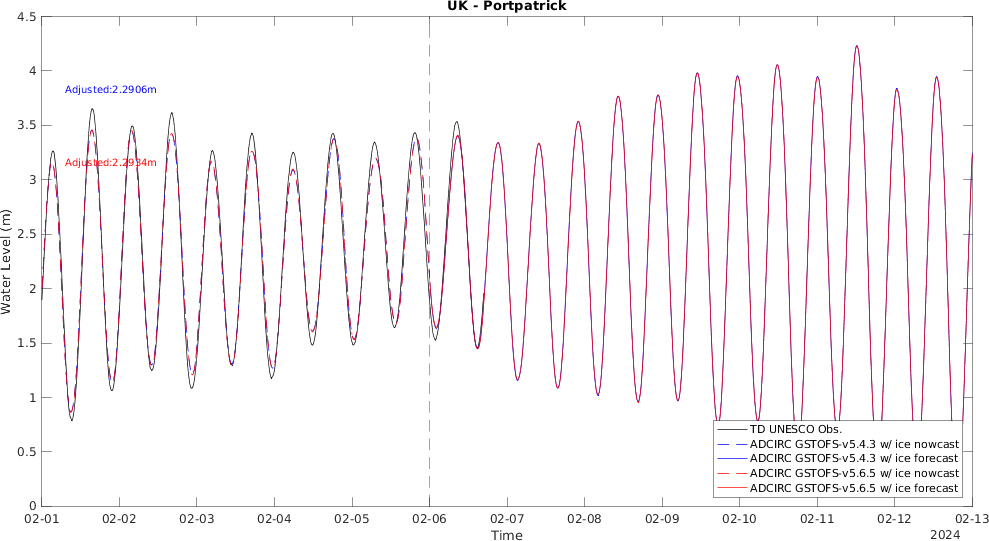 UK - Portpatrick
4.5
4
3.5
3
2.5
2
1.5
1
0.5
0
Water Level (m)
Adjusted:2.2906m
Adjusted:2.2934m
TD UNESCO Obs.
ADCIRC GSTOFS-v5.4.3 w/ ice nowcast
ADCIRC GSTOFS-v5.4.3 w/ ice forecast
ADCIRC GSTOFS-v5.6.5 w/ ice nowcast
ADCIRC GSTOFS-v5.6.5 w/ ice forecast
02-01 02-02 02-03 02-04 02-05 02-06 02-07 02-08 02-09 02-10 02-11 02-12 02-13
Time
2024